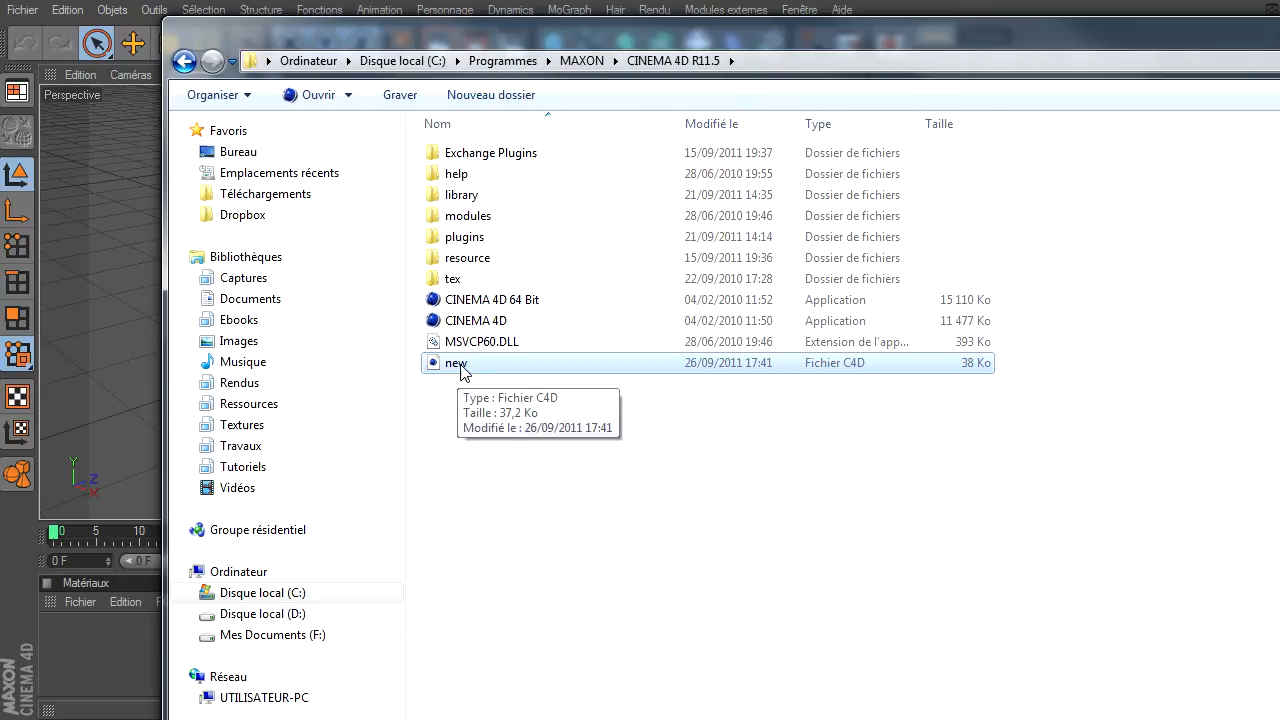 Fichier Edition Outils Objets Structure Fonctions Animation Personnage Dynamics MoGraph Hair Rendu Modules externes Fenêtre Aide
Ordinateur Disque local (C:) Programmes MAXON CINEMA 4D R11.5
Edition Caméras
Perspective
Organiser Ouvrir Graver Nouveau dossier
Nom Modifié le Type Taille
Favoris
Bureau
Emplacements récents
Téléchargements
Dropbox
Bibliothèques
Captures
Documents
Ebooks
Images
Musique
Rendus
Ressources
Textures
Travaux
Tutoriels
Vidéos
Groupe résidentiel
Ordinateur
Disque local (C:)
Disque local (D:)
Mes Documents (F:)
Réseau
UTILISATEUR-PC
Exchange Plugins 15/09/2011 19:37 Dossier de fichiers
help 28/06/2010 19:55 Dossier de fichiers
library 21/09/2011 14:35 Dossier de fichiers
modules 28/06/2010 19:46 Dossier de fichiers
plugins 21/09/2011 14:14 Dossier de fichiers
resource 15/09/2011 19:36 Dossier de fichiers
tex 22/09/2010 17:28 Dossier de fichiers
CINEMA 4D 64 Bit 04/02/2010 11:52 Application 15 110 Ko
CINEMA 4D 04/02/2010 11:50 Application 11 477 Ko
MSVCP60.DLL 28/06/2010 19:46 Extension de l'app... 393 Ko
new 26/09/2011 17:41 Fichier C4D 38 Ko
Type : Fichier C4D
Taille : 37,2 Ko
Modifié le : 26/09/2011 17:41
Y
Z
X
0 5 10
0 F 0 F
Matériaux
Fichier Edition F
MAXON
CINEMA 4D